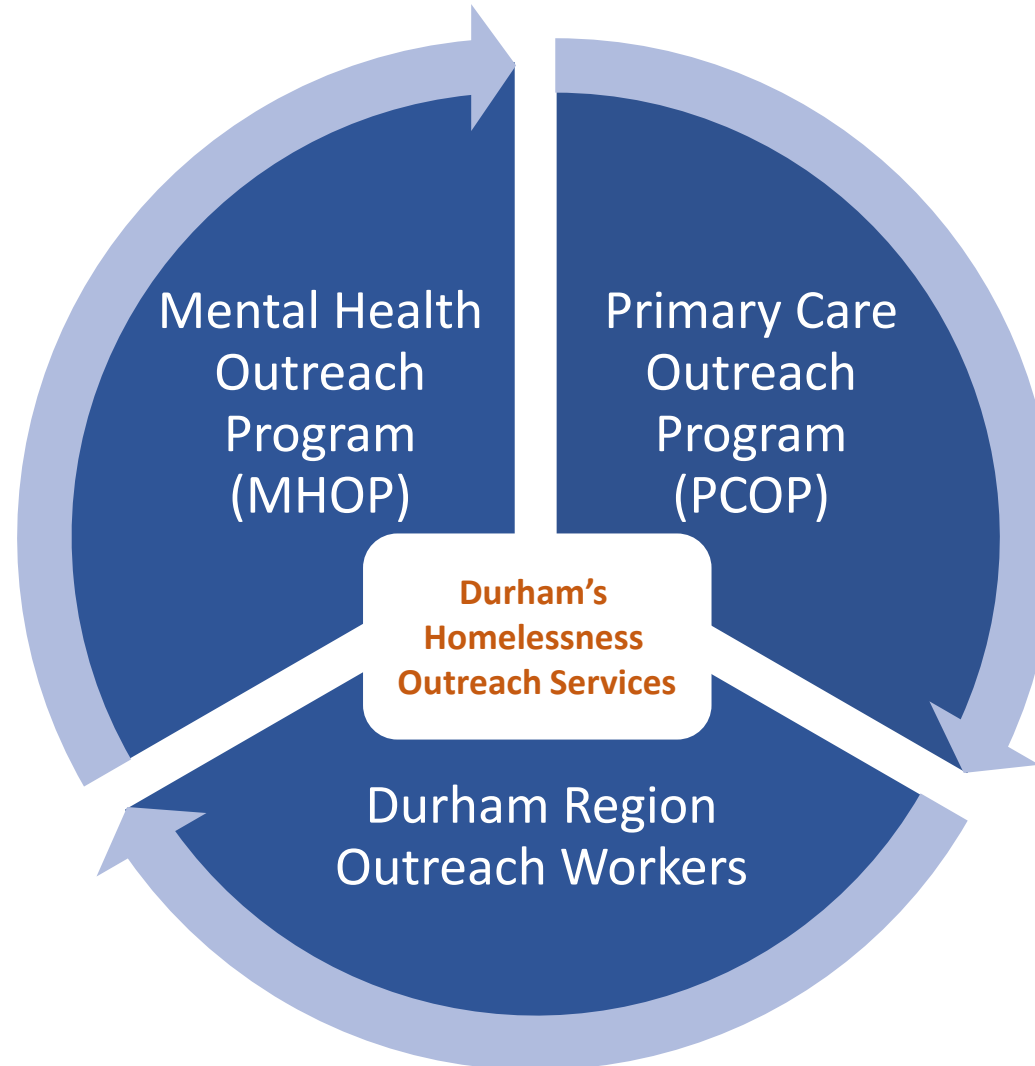 Mental Health
Outreach
Program
(MHOP)
Primary Care
Outreach
Program
(PCOP)
Durham’s
Homelessness
Outreach Services
Durham Region
Outreach Workers